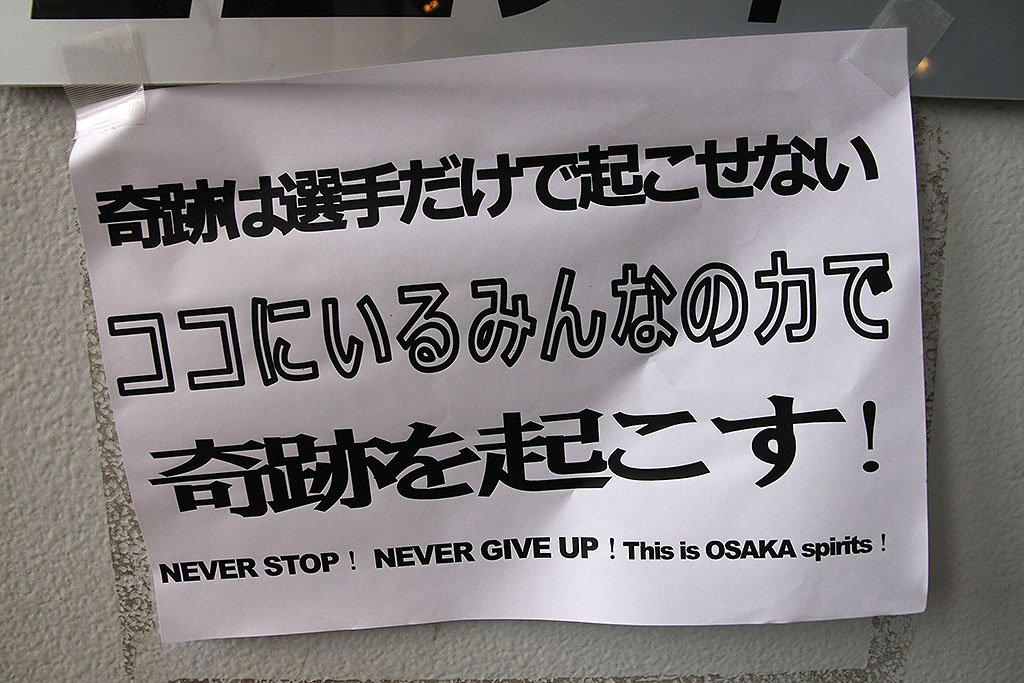 奇跡は選手だけで起こせない
ココにいるみんなの力で
奇跡を起こす！
NEVER STOP！ NEVER GIVE UP！This is OSAKA spirits！